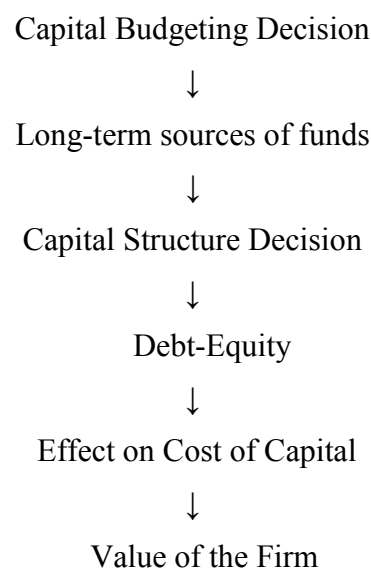 Capital Budgeting Decision
↓
Long-term sources of funds
↓
Capital Structure Decision
↓
Debt-Equity
↓
Effect on Cost of Capital
↓
Value of the Firm